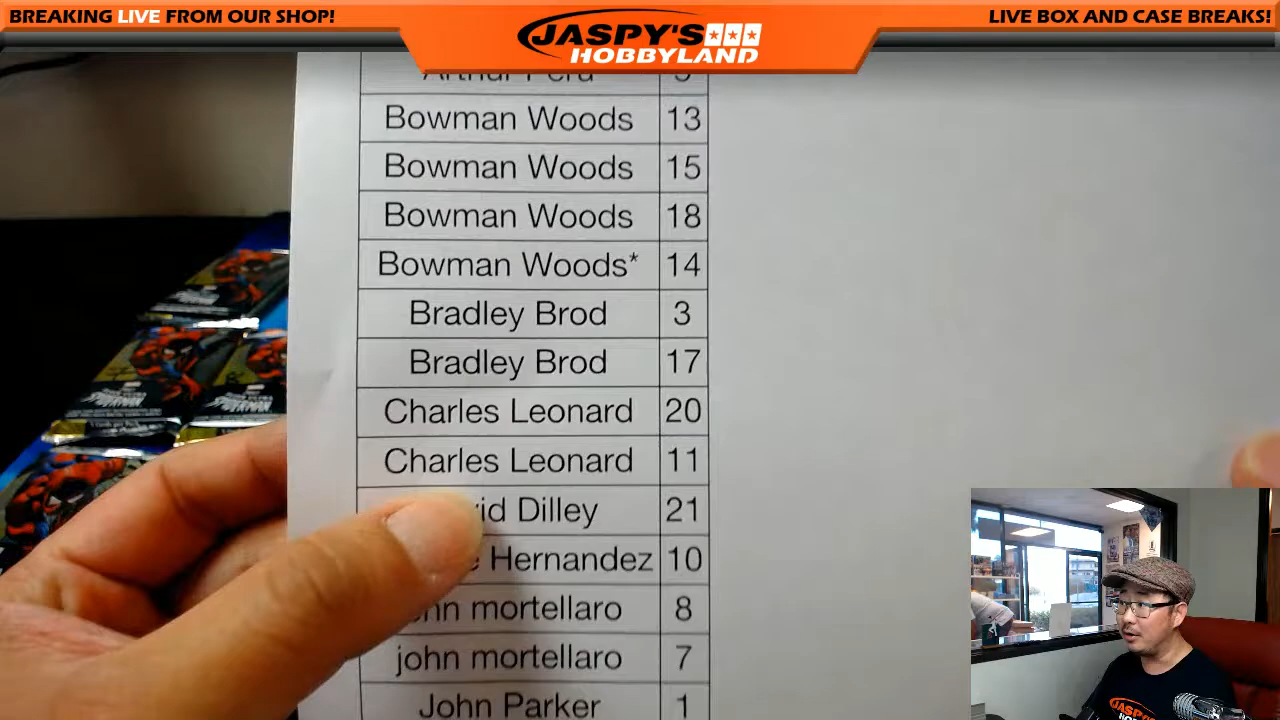 BREAKING LIVE FROM OUR SHOP!
JASPY'S
HOBBYLAND
LIVE BOX AND CASE BREAKS!
Bowman Woods 13
Bowman Woods 15
Bowman Woods 18
Bowman Woods* 14
Bradley Brod 3
Bradley Brod 17
Charles Leonard 20
Charles Leonard 11
Dilley 21
Hernandez 10
mortellaro 8
john mortellaro 7
John Parker 1
JASPY'S